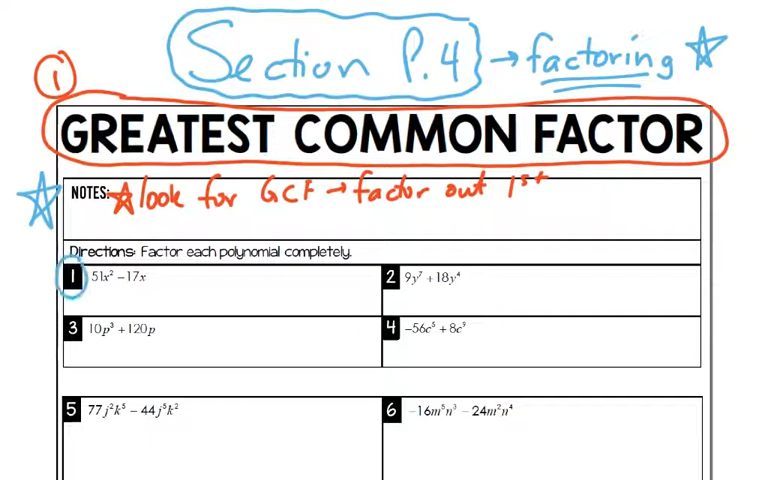 Section P.4 → factoring ☆
①
GREATEST COMMON FACTOR
NOTES: ☆look for GCF → factor out 1st
Directions: Factor each polynomial completely.
1 51x² − 17x
2 9y⁷ + 18y⁴
3 10p³ + 120p
4 −56c⁵ + 8c⁹
5 77j²k⁵ − 44j⁵k²
6 −16m⁵n³ − 24m²n⁴